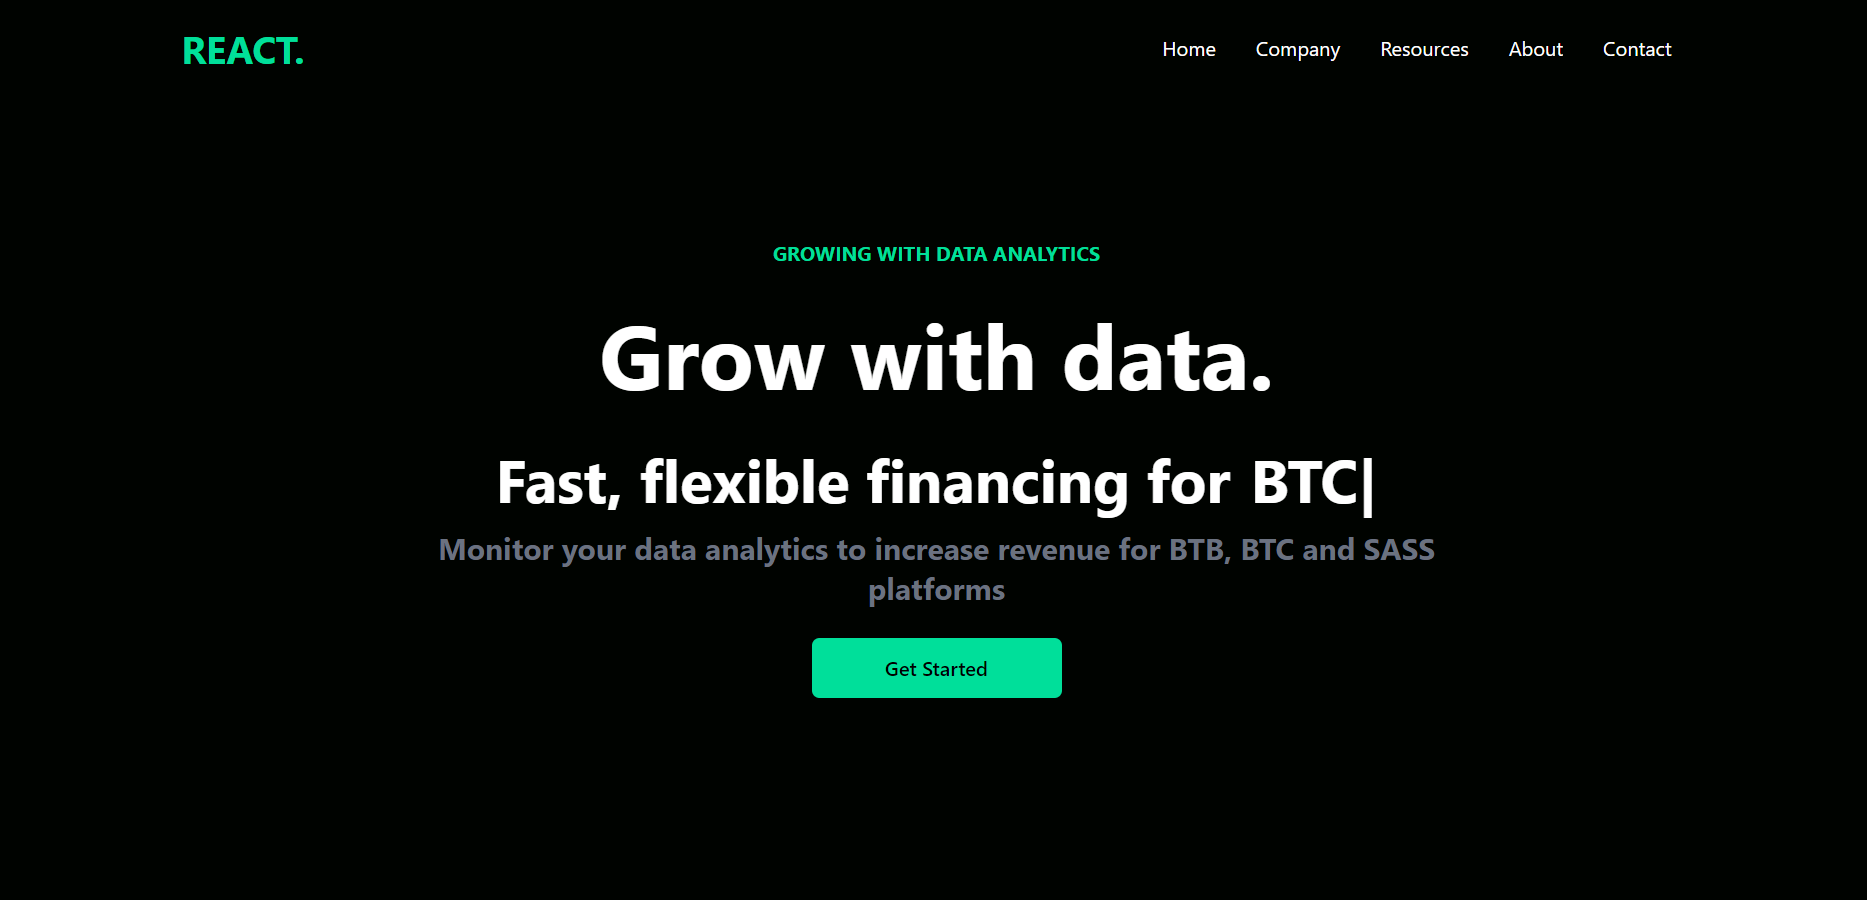 REACT.
Home Company Resources About Contact
GROWING WITH DATA ANALYTICS
Grow with data.
Fast, flexible financing for BTC|
Monitor your data analytics to increase revenue for BTB, BTC and SASS
platforms
Get Started